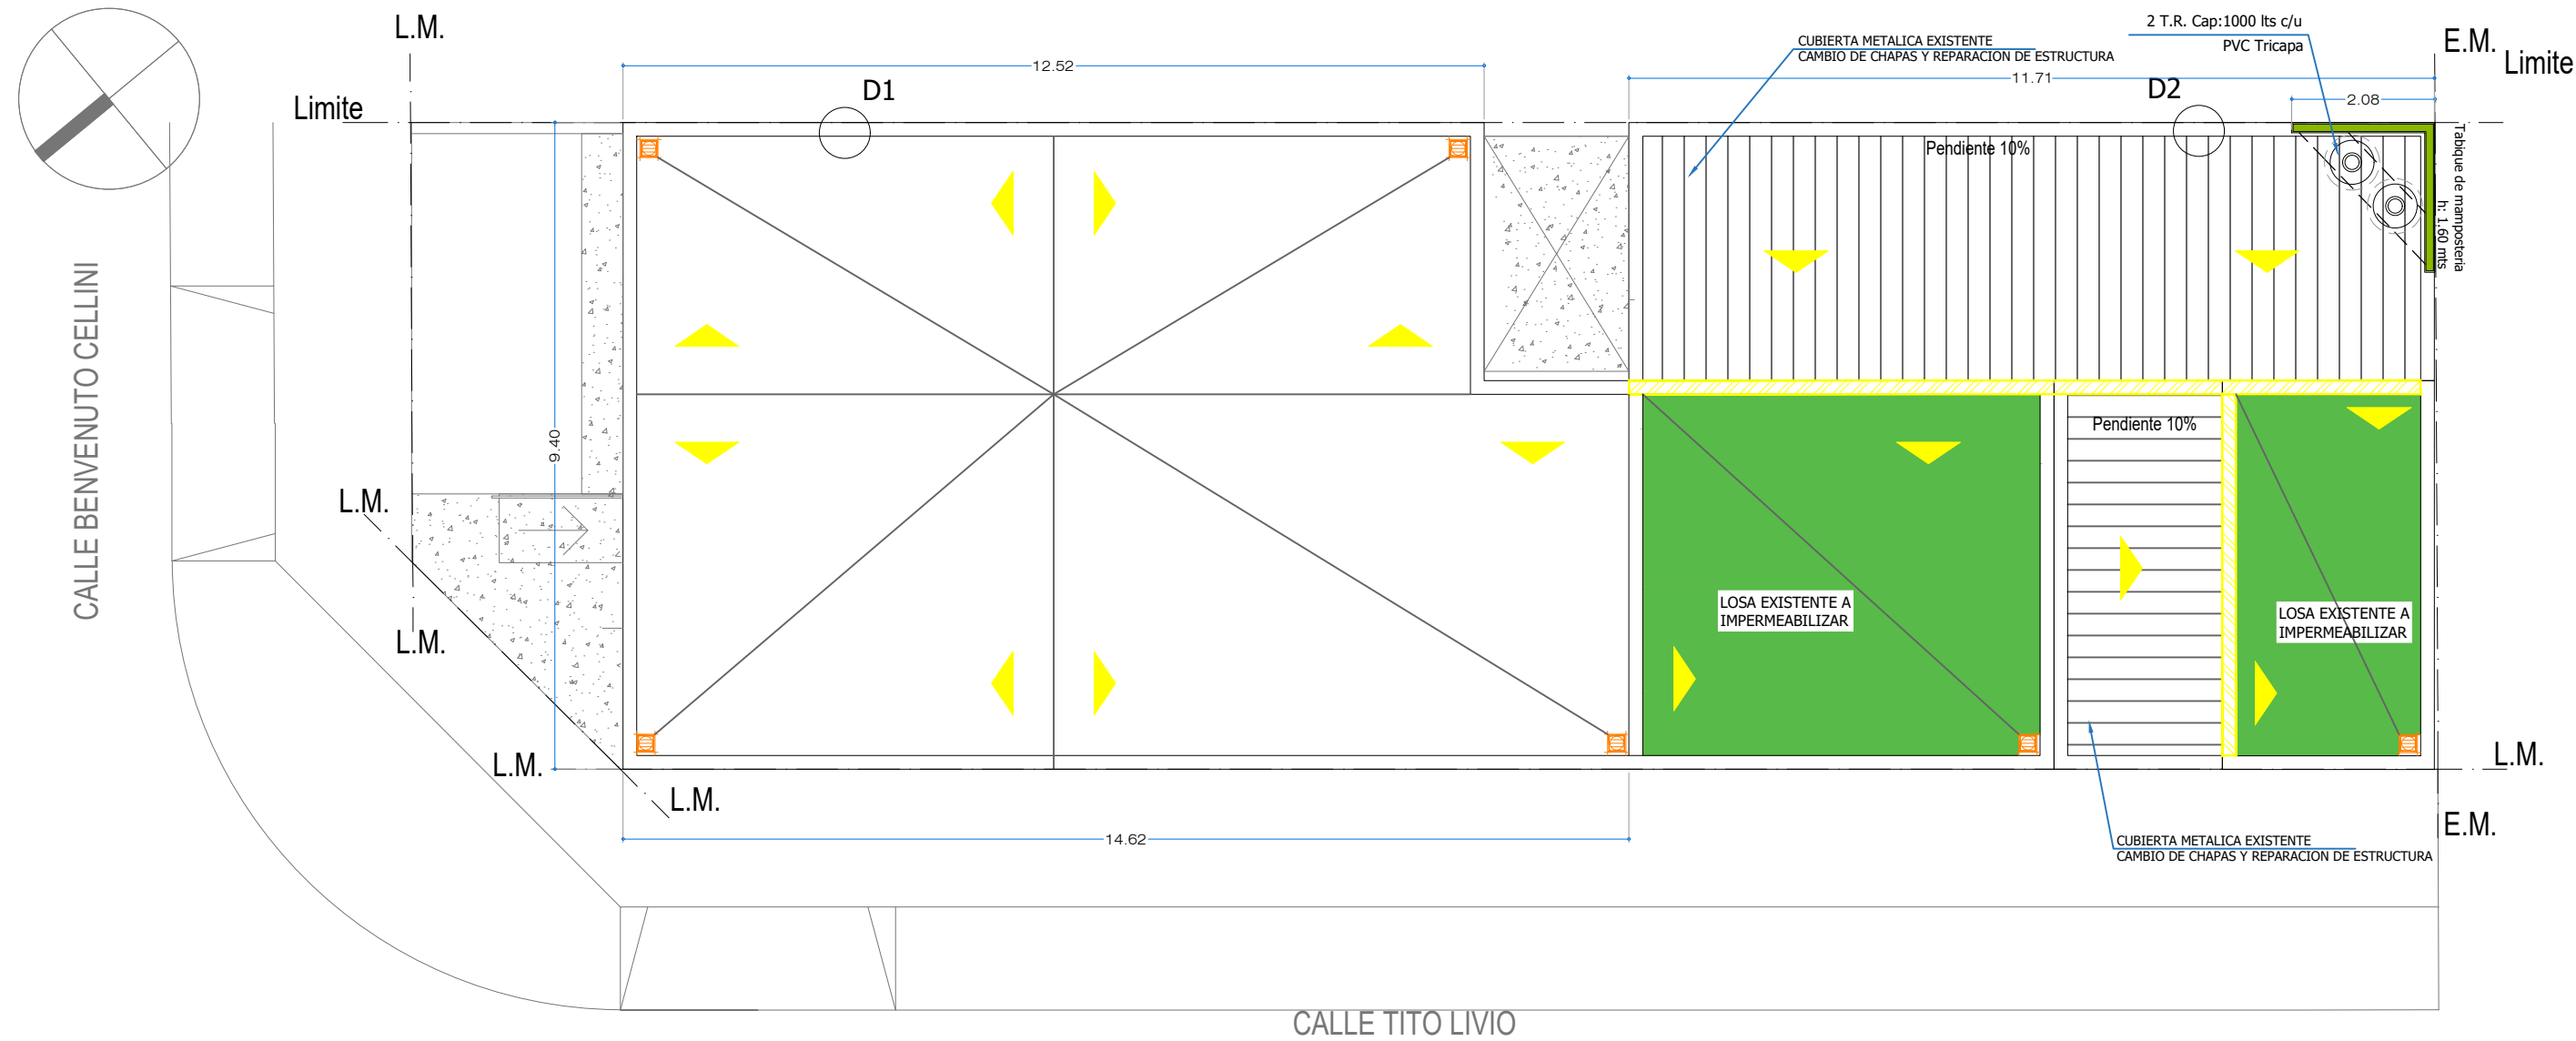 L.M.
2 T.R. Cap:1000 lts c/u
PVC Tricapa
CUBIERTA METALICA EXISTENTE
CAMBIO DE CHAPAS Y REPARACION DE ESTRUCTURA
E.M.
Limite
12.52
11.71
D1
D2
2.08
Limite
Pendiente 10%
Tabique de mamposteria
h: 1.60 mts
CALLE BENVENUTO CELLINI
9.40
Pendiente 10%
L.M.
LOSA EXISTENTE A
IMPERMEABILIZAR
LOSA EXISTENTE A
IMPERMEABILIZAR
L.M.
L.M.
L.M.
L.M.
14.62
E.M.
CUBIERTA METALICA EXISTENTE
CAMBIO DE CHAPAS Y REPARACION DE ESTRUCTURA
CALLE TITO LIVIO